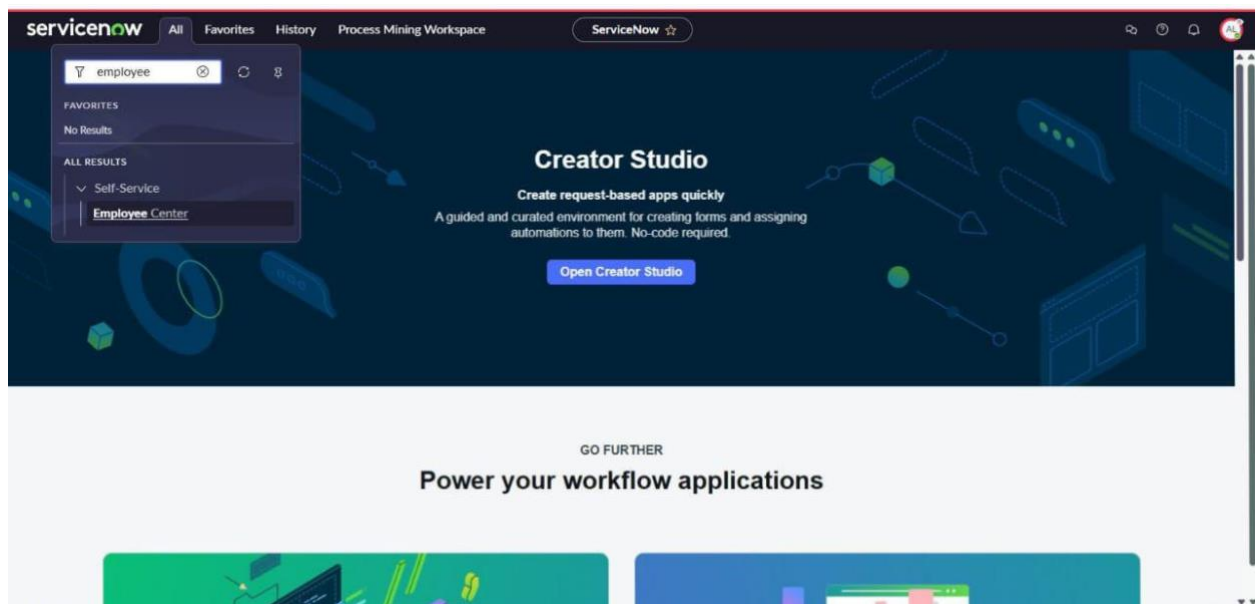 servicenow All Favorites History Process Mining Workspace ServiceNow AL
employee
FAVORITES
No Results
ALL RESULTS
Self-Service
Employee Center
Creator Studio
Create request-based apps quickly
A guided and curated environment for creating forms and assigning
automations to them. No-code required.
Open Creator Studio
GO FURTHER
Power your workflow applications